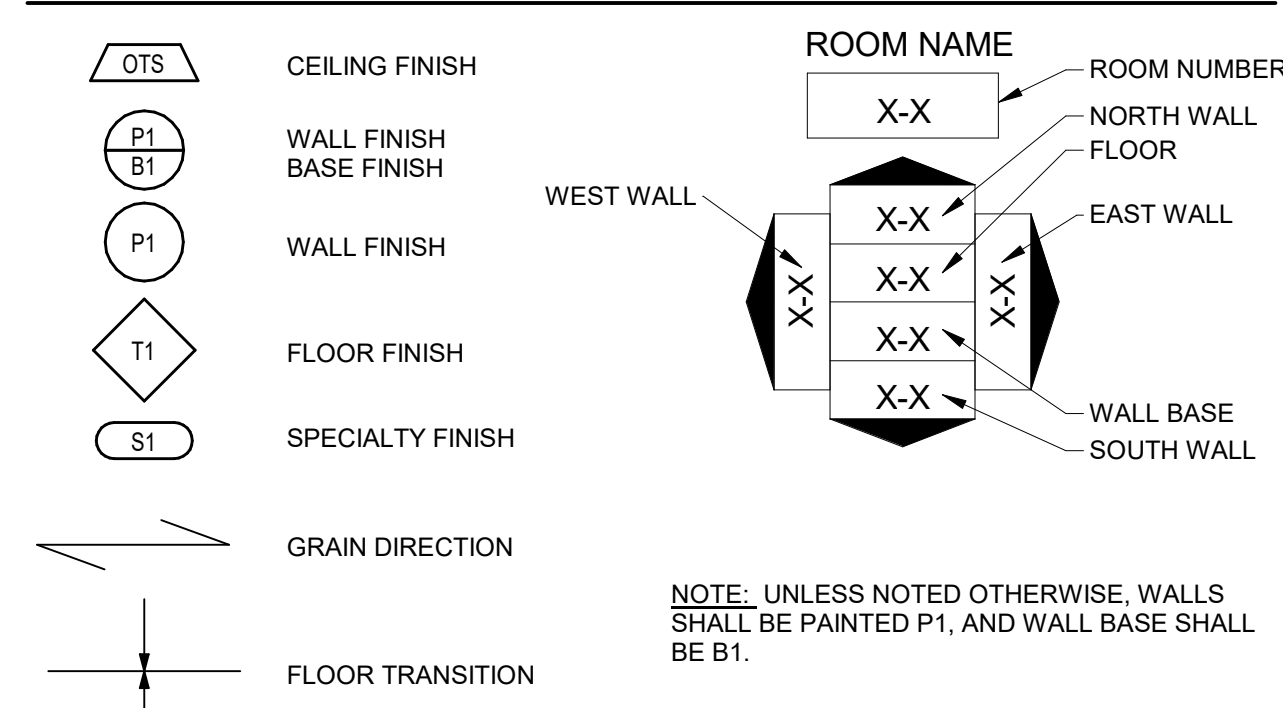 OTS
CEILING FINISH
P1
B1
WALL FINISH
BASE FINISH
P1
WALL FINISH
T1
FLOOR FINISH
S1
SPECIALTY FINISH
GRAIN DIRECTION
FLOOR TRANSITION
ROOM NAME
X-X
ROOM NUMBER
NORTH WALL
FLOOR
WEST WALL
EAST WALL
X-X
X-X
X-X
X-X
X-X
X-X
WALL BASE
SOUTH WALL
NOTE: UNLESS NOTED OTHERWISE, WALLS
SHALL BE PAINTED P1, AND WALL BASE SHALL
BE B1.